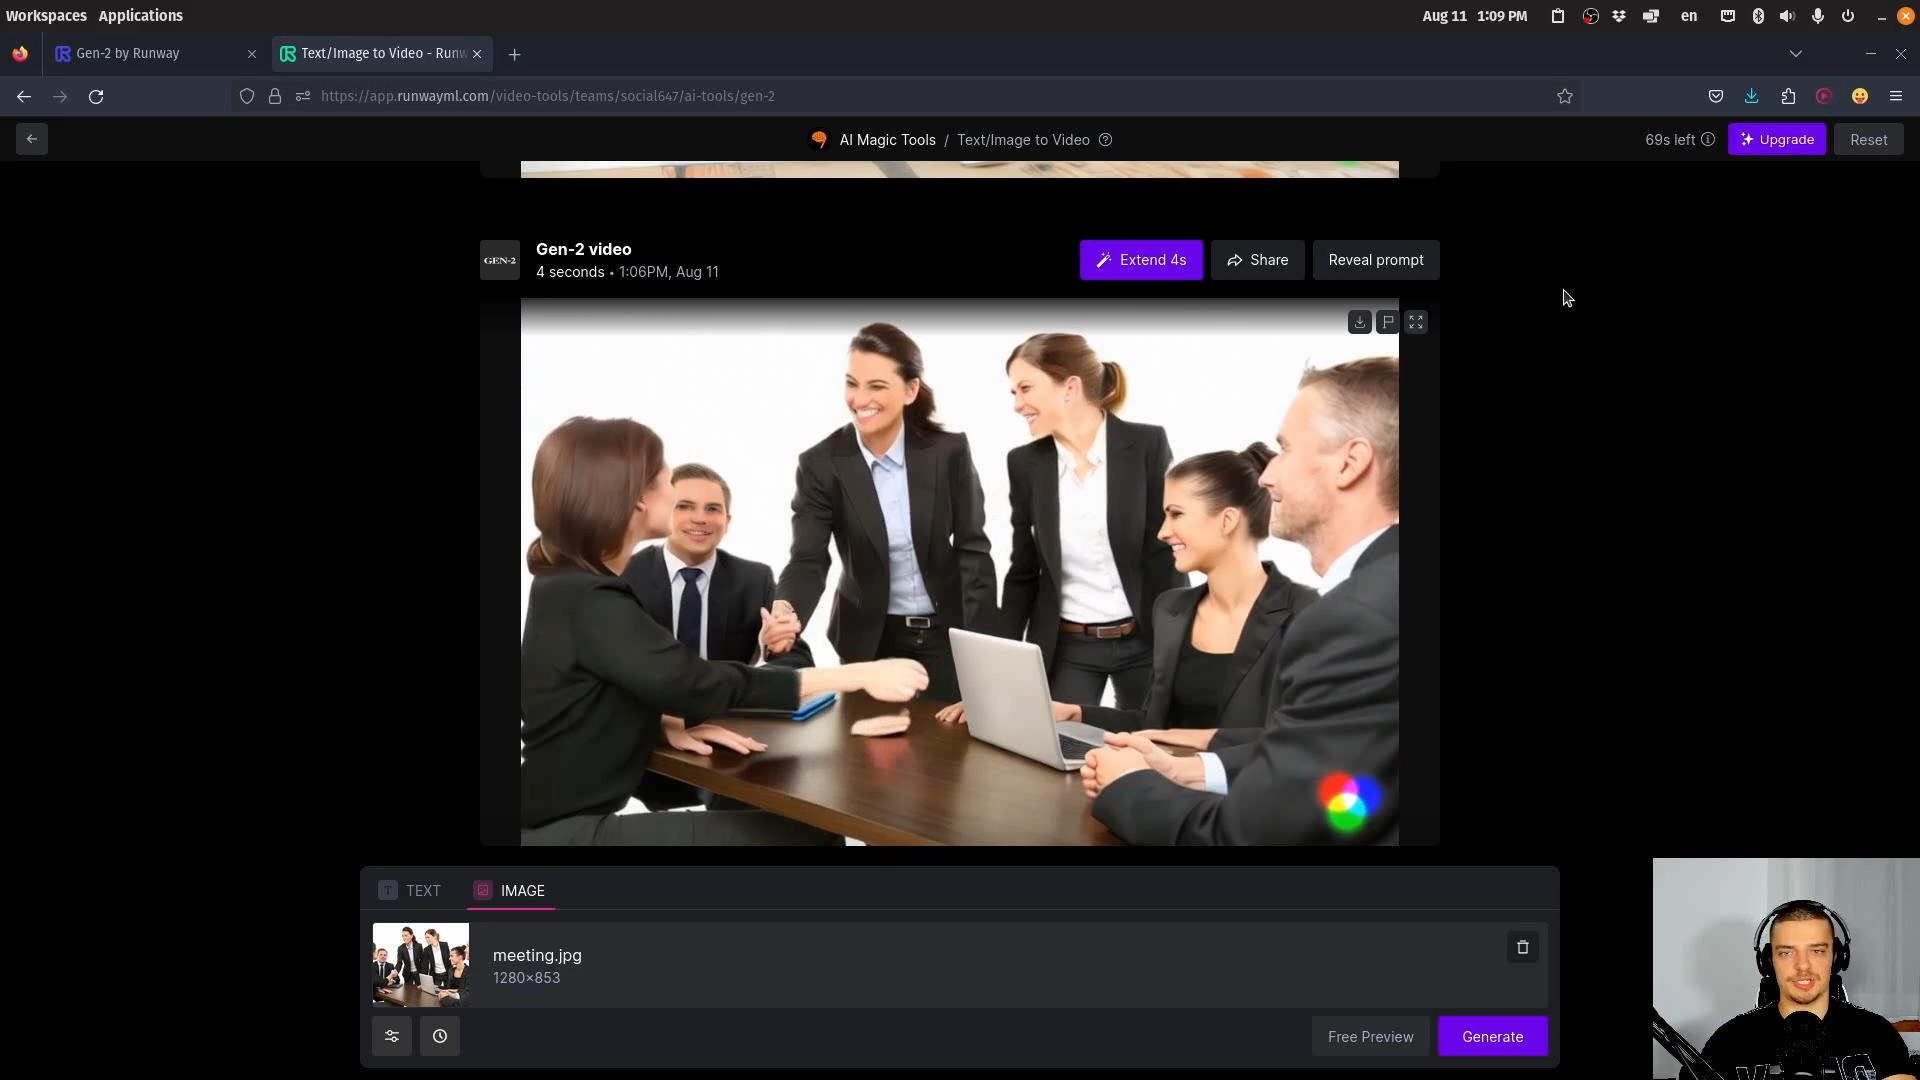 Workspaces Applications
Aug 11 1:09 PM
en
Gen-2 by Runway
Text/Image to Video - Runw
https://app.runwayml.com/video-tools/teams/social647/ai-tools/gen-2
AI Magic Tools / Text/Image to Video
69s left
Upgrade
Reset
GEN-2
Gen-2 video
4 seconds • 1:06PM, Aug 11
Extend 4s
Share
Reveal prompt
T TEXT
IMAGE
meeting.jpg
1280×853
Free Preview
Generate